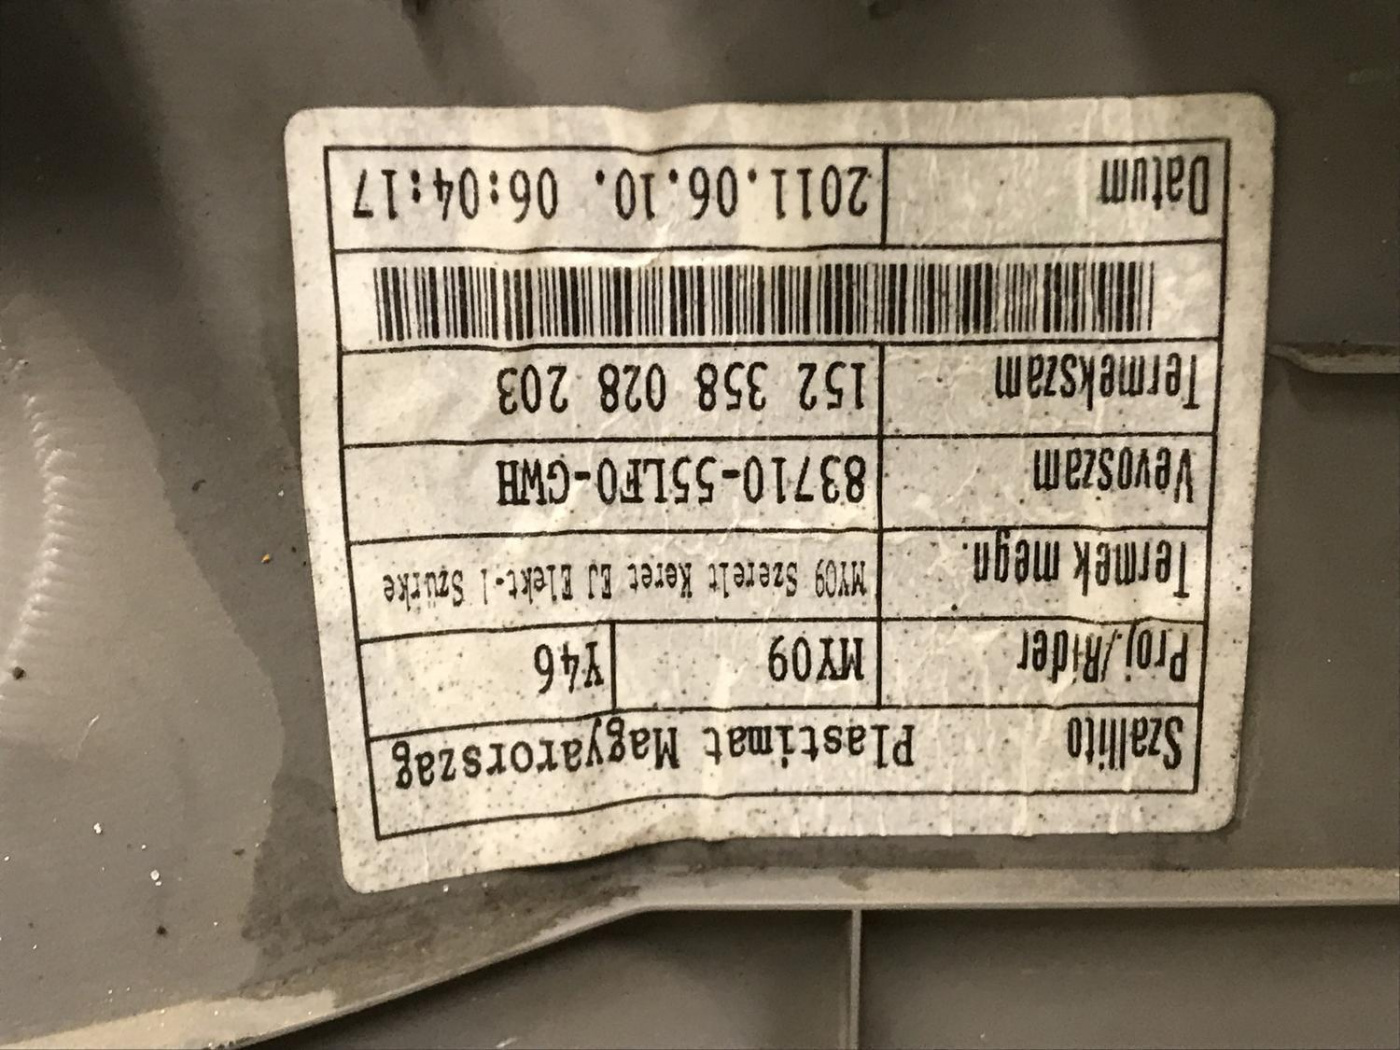 Szallito Plastimat Magyarorszag
Proj./Rider MY09 Y46
Termek megn. MY09 Szerelt Keret EJ Elekt-1 Szürke
Vevoszam 83710-55LF0-GWH
Termekszam 152 358 028 203
Datum 2011.06.10. 06:04:17